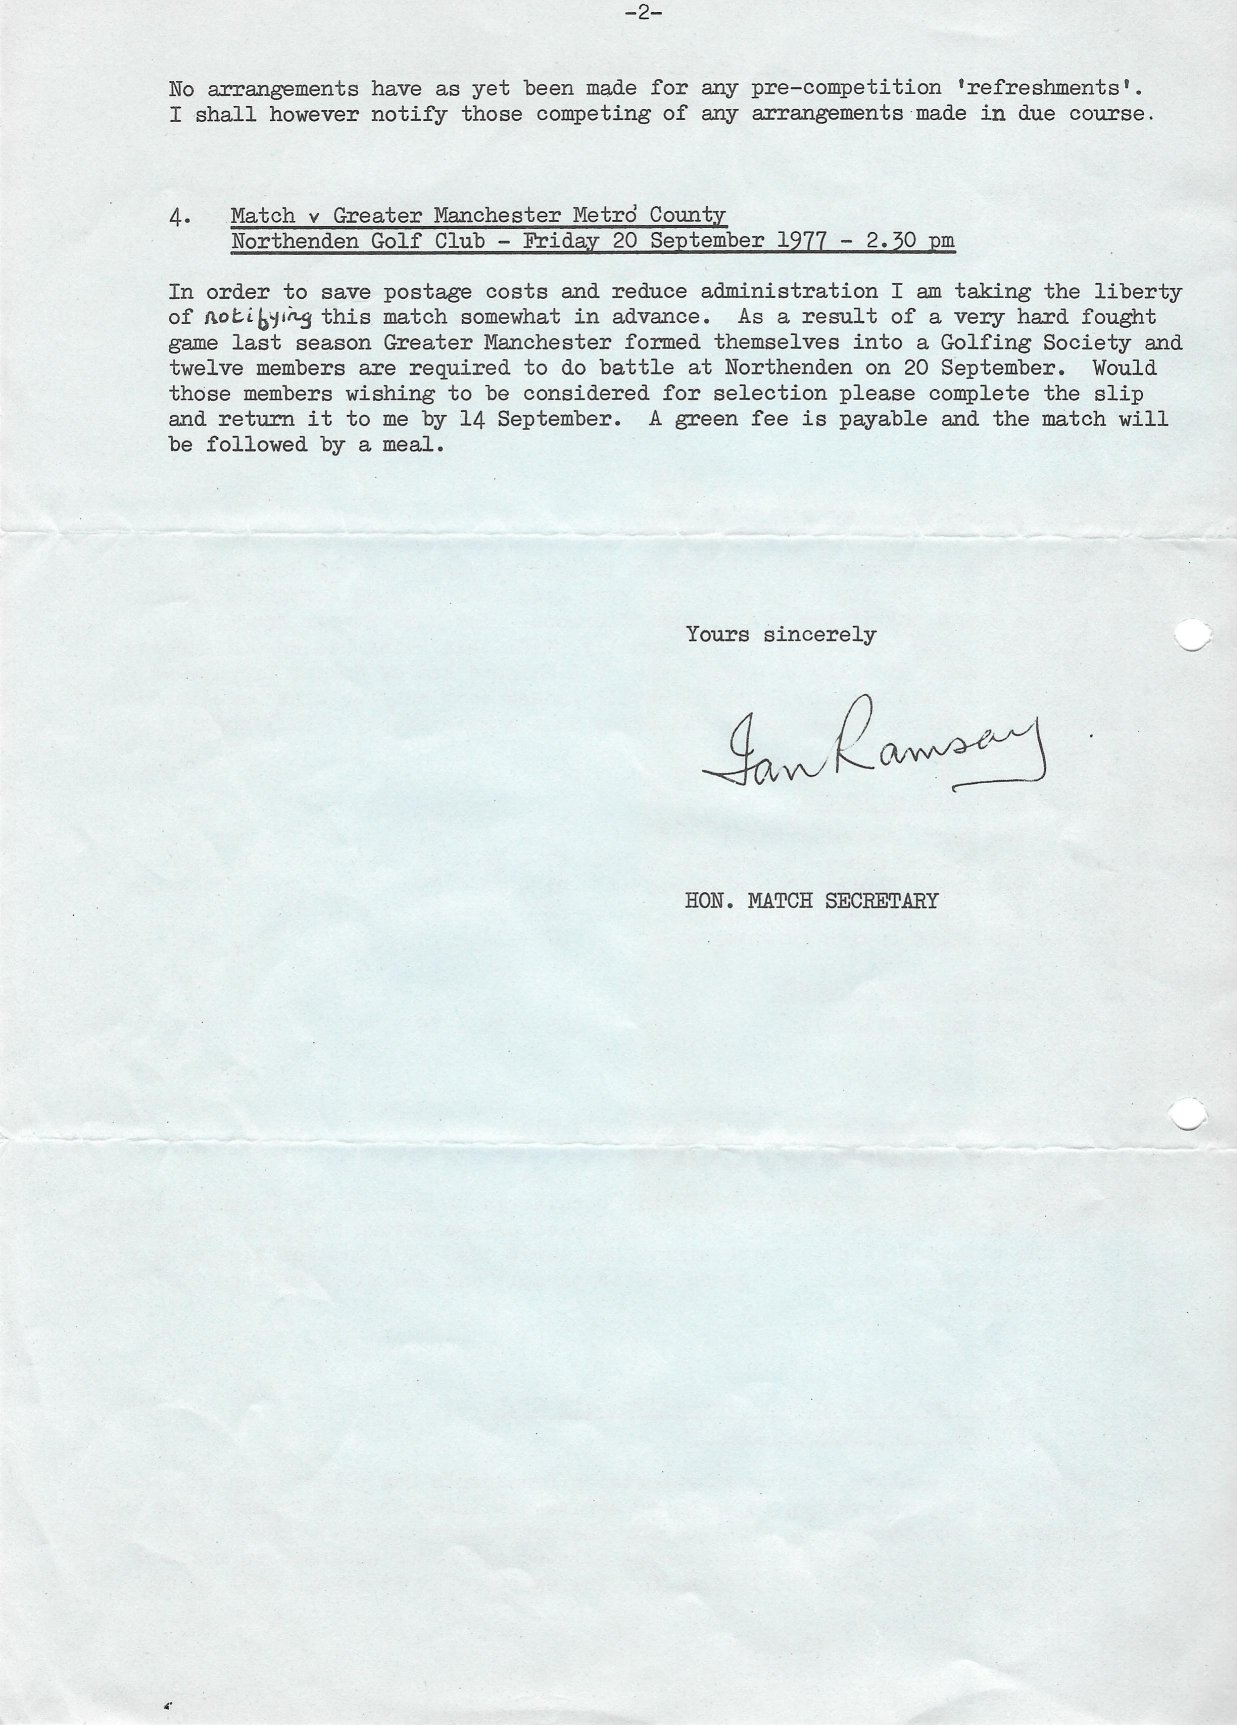 -2-
No arrangements have as yet been made for any pre-competition 'refreshments'.
I shall however notify those competing of any arrangements made in due course.
4. Match v Greater Manchester Metro' County
Northenden Golf Club - Friday 20 September 1977 - 2.30 pm
In order to save postage costs and reduce administration I am taking the liberty
of notifying this match somewhat in advance. As a result of a very hard fought
game last season Greater Manchester formed themselves into a Golfing Society and
twelve members are required to do battle at Northenden on 20 September. Would
those members wishing to be considered for selection please complete the slip
and return it to me by 14 September. A green fee is payable and the match will
be followed by a meal.
Yours sincerely
Ian Ramsay
HON. MATCH SECRETARY